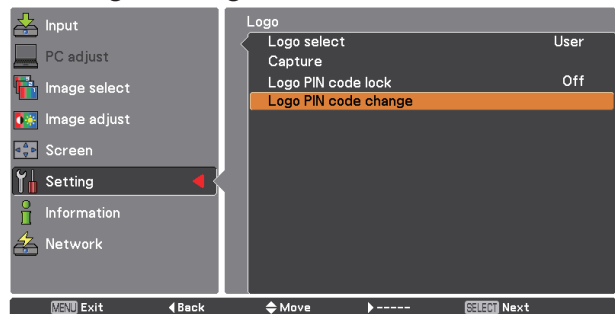 Input
PC adjust
Image select
Image adjust
Screen
Setting
Information
Network
Logo
Logo select User
Capture
Logo PIN code lock Off
Logo PIN code change
MENU Exit Back Move ----- SELECT Next